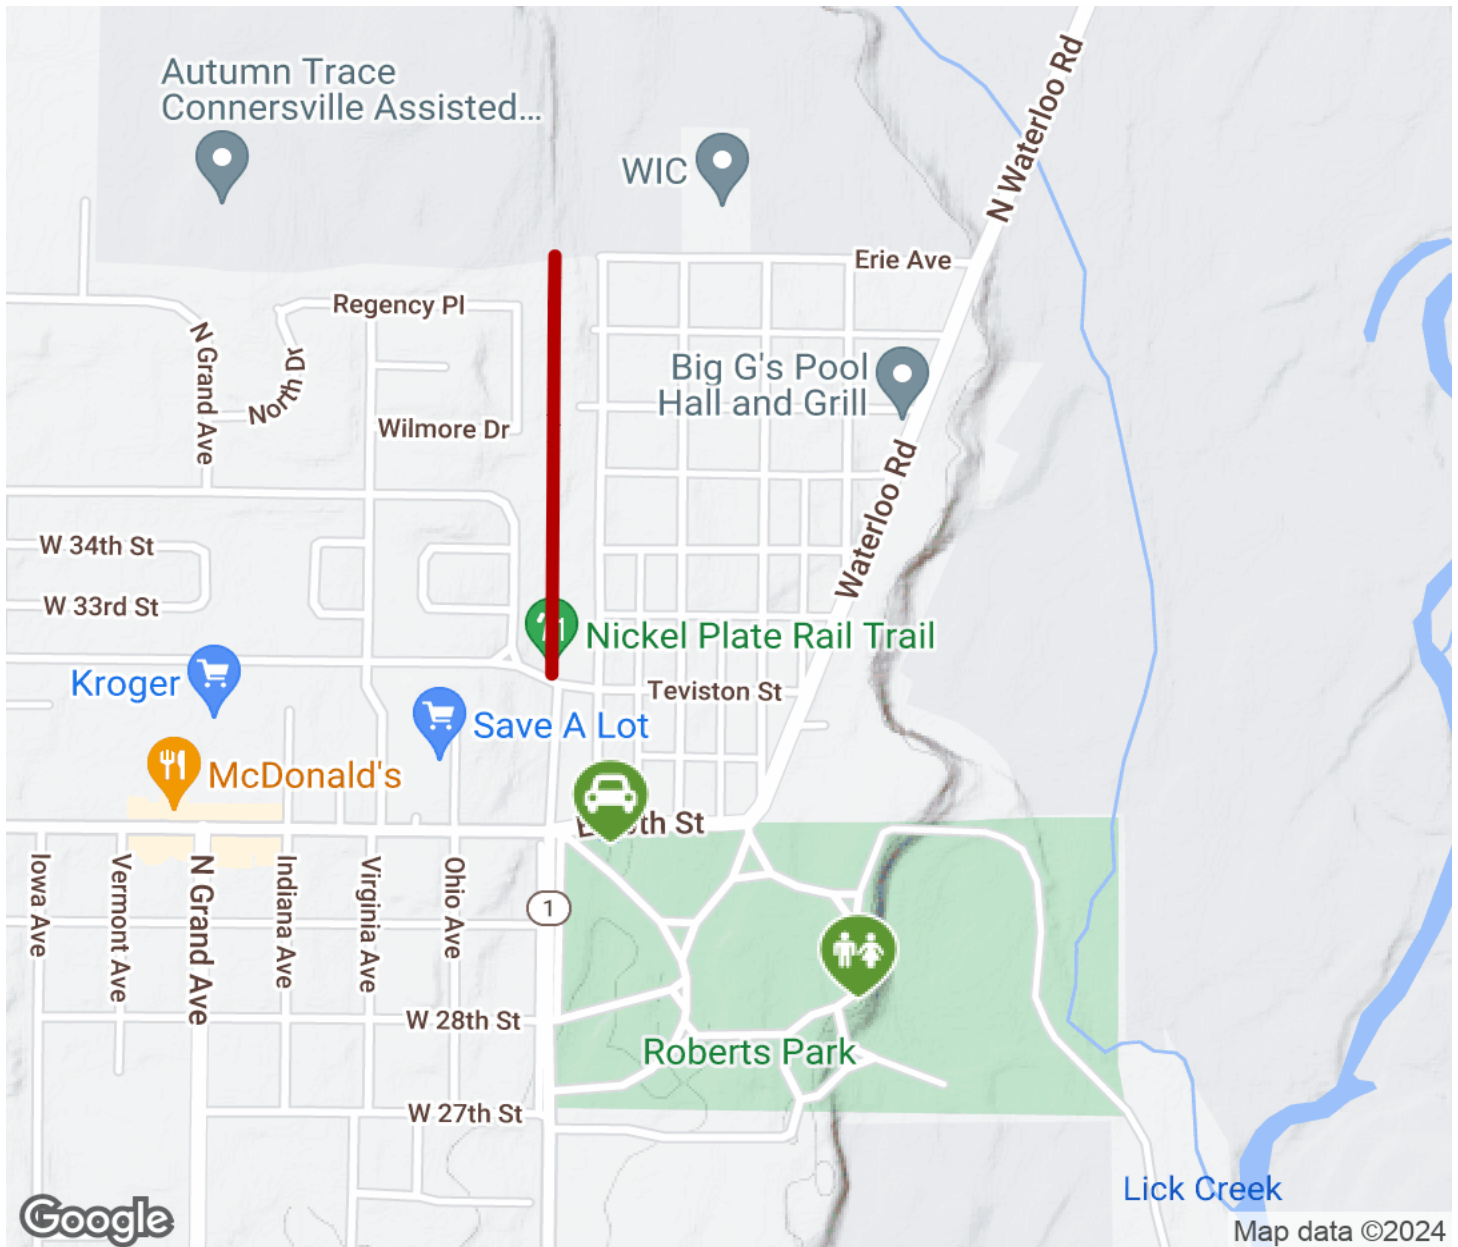 Autumn Trace
Connersville Assisted...
WIC
N Waterloo Rd
Erie Ave
Regency Pl
N Grand Ave
North Dr
Big G's Pool
Hall and Grill
Wilmore Dr
Waterloo Rd
W 34th St
W 33rd St
Nickel Plate Rail Trail
Kroger
Teviston St
Save A Lot
McDonald's
th St
Iowa Ave
Vermont Ave
N Grand Ave
Indiana Ave
Virginia Ave
Ohio Ave
1
W 28th St
Roberts Park
W 27th St
Lick Creek
Google
Map data ©2024